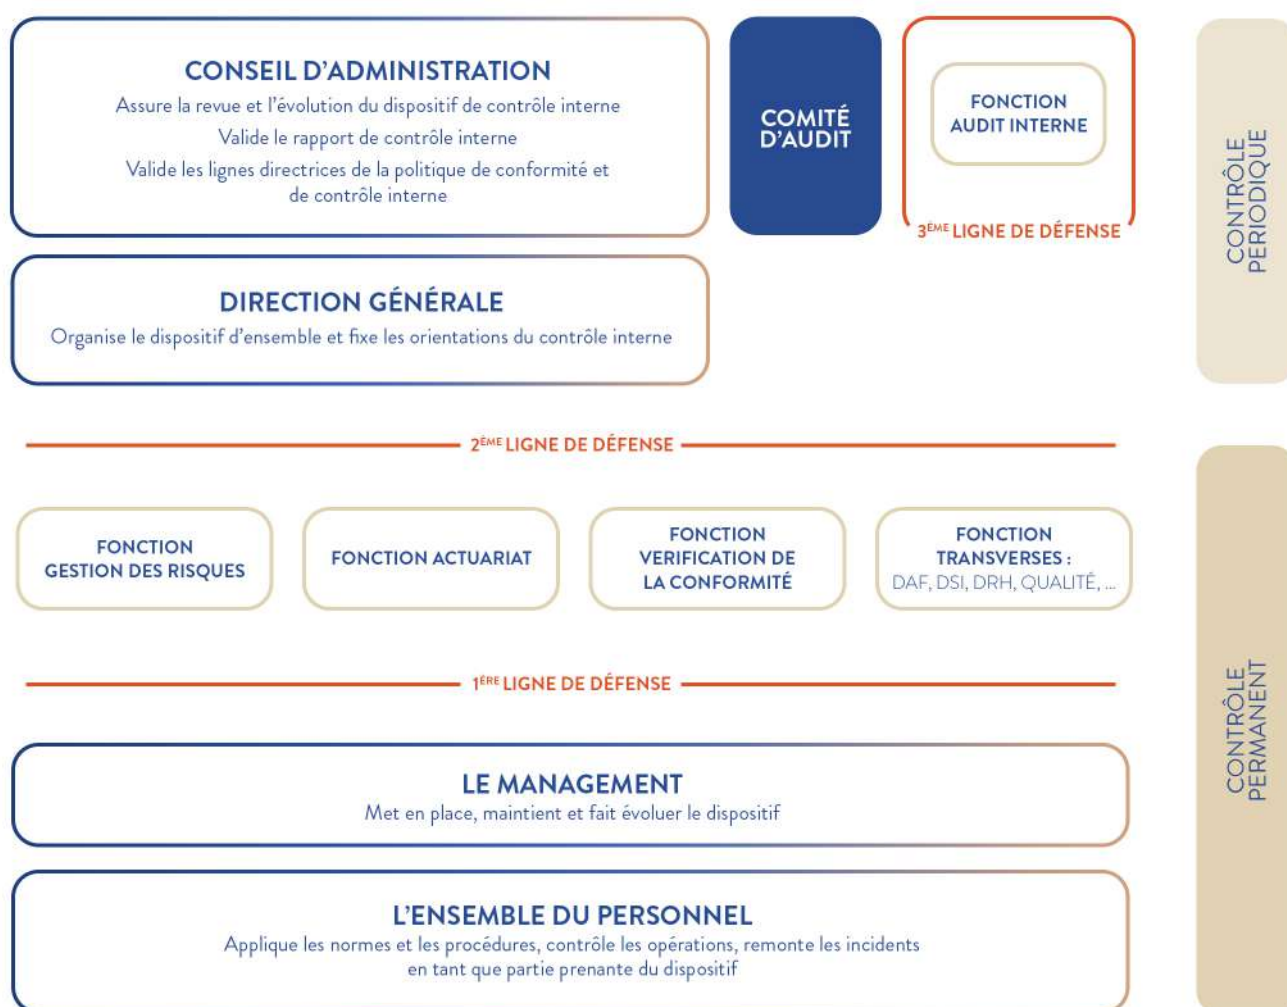 CONSEIL D'ADMINISTRATION
Assure la revue et l'évolution du dispositif de contrôle interne
Valide le rapport de contrôle interne
Valide les lignes directrices de la politique de conformité et
de contrôle interne
COMITÉ
D'AUDIT
FONCTION
AUDIT INTERNE
3ÈME LIGNE DE DÉFENSE
CONTRÔLE
PERIODIQUE
DIRECTION GÉNÉRALE
Organise le dispositif d'ensemble et fixe les orientations du contrôle interne
2ÈME LIGNE DE DÉFENSE
FONCTION
GESTION DES RISQUES
FONCTION ACTUARIAT
FONCTION
VERIFICATION DE
LA CONFORMITÉ
FONCTION
TRANSVERSES :
DAF, DSI, DRH, QUALITÉ, ...
1ÈRE LIGNE DE DÉFENSE
CONTRÔLE
PERMANENT
LE MANAGEMENT
Met en place, maintient et fait évoluer le dispositif
L'ENSEMBLE DU PERSONNEL
Applique les normes et les procédures, contrôle les opérations, remonte les incidents
en tant que partie prenante du dispositif